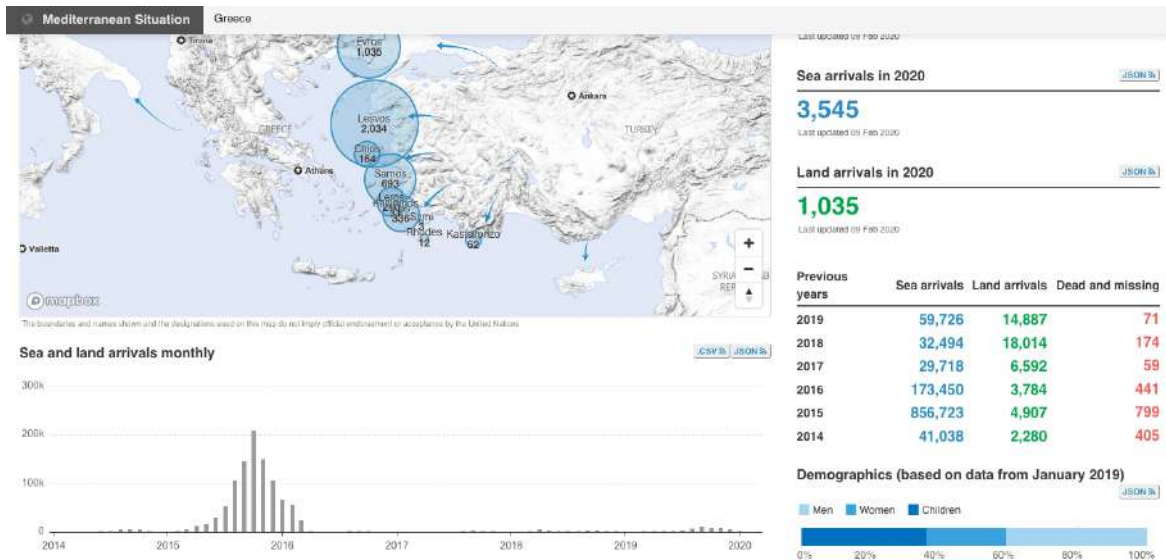 Mediterranean Situation Greece
Tirana
Evros
1,035
Ankara
Lesvos
2,034
GREECE
TURKEY
Chios
164
Athens
Samos
693
Leros
336
Symi
3
Rhodes
12
Kastelorizo
52
Valletta
SYRIA
REP
mapbox
The boundaries and names shown and the designations used on this map do not imply official endorsement or acceptance by the United Nations
Sea and land arrivals monthly
CSV JSON
300k
200k
100k
0
2014 2015 2016 2017 2018 2019 2020
Last updated 09 Feb 2020
Sea arrivals in 2020 JSON
3,545
Last updated 09 Feb 2020
Land arrivals in 2020 JSON
1,035
Last updated 09 Feb 2020
Previous years Sea arrivals Land arrivals Dead and missing
2019 59,726 14,887 71
2018 32,494 18,014 174
2017 29,718 6,592 59
2016 173,450 3,784 441
2015 856,723 4,907 799
2014 41,038 2,280 405
Demographics (based on data from January 2019)
JSON
Men Women Children
0% 20% 40% 60% 80% 100%